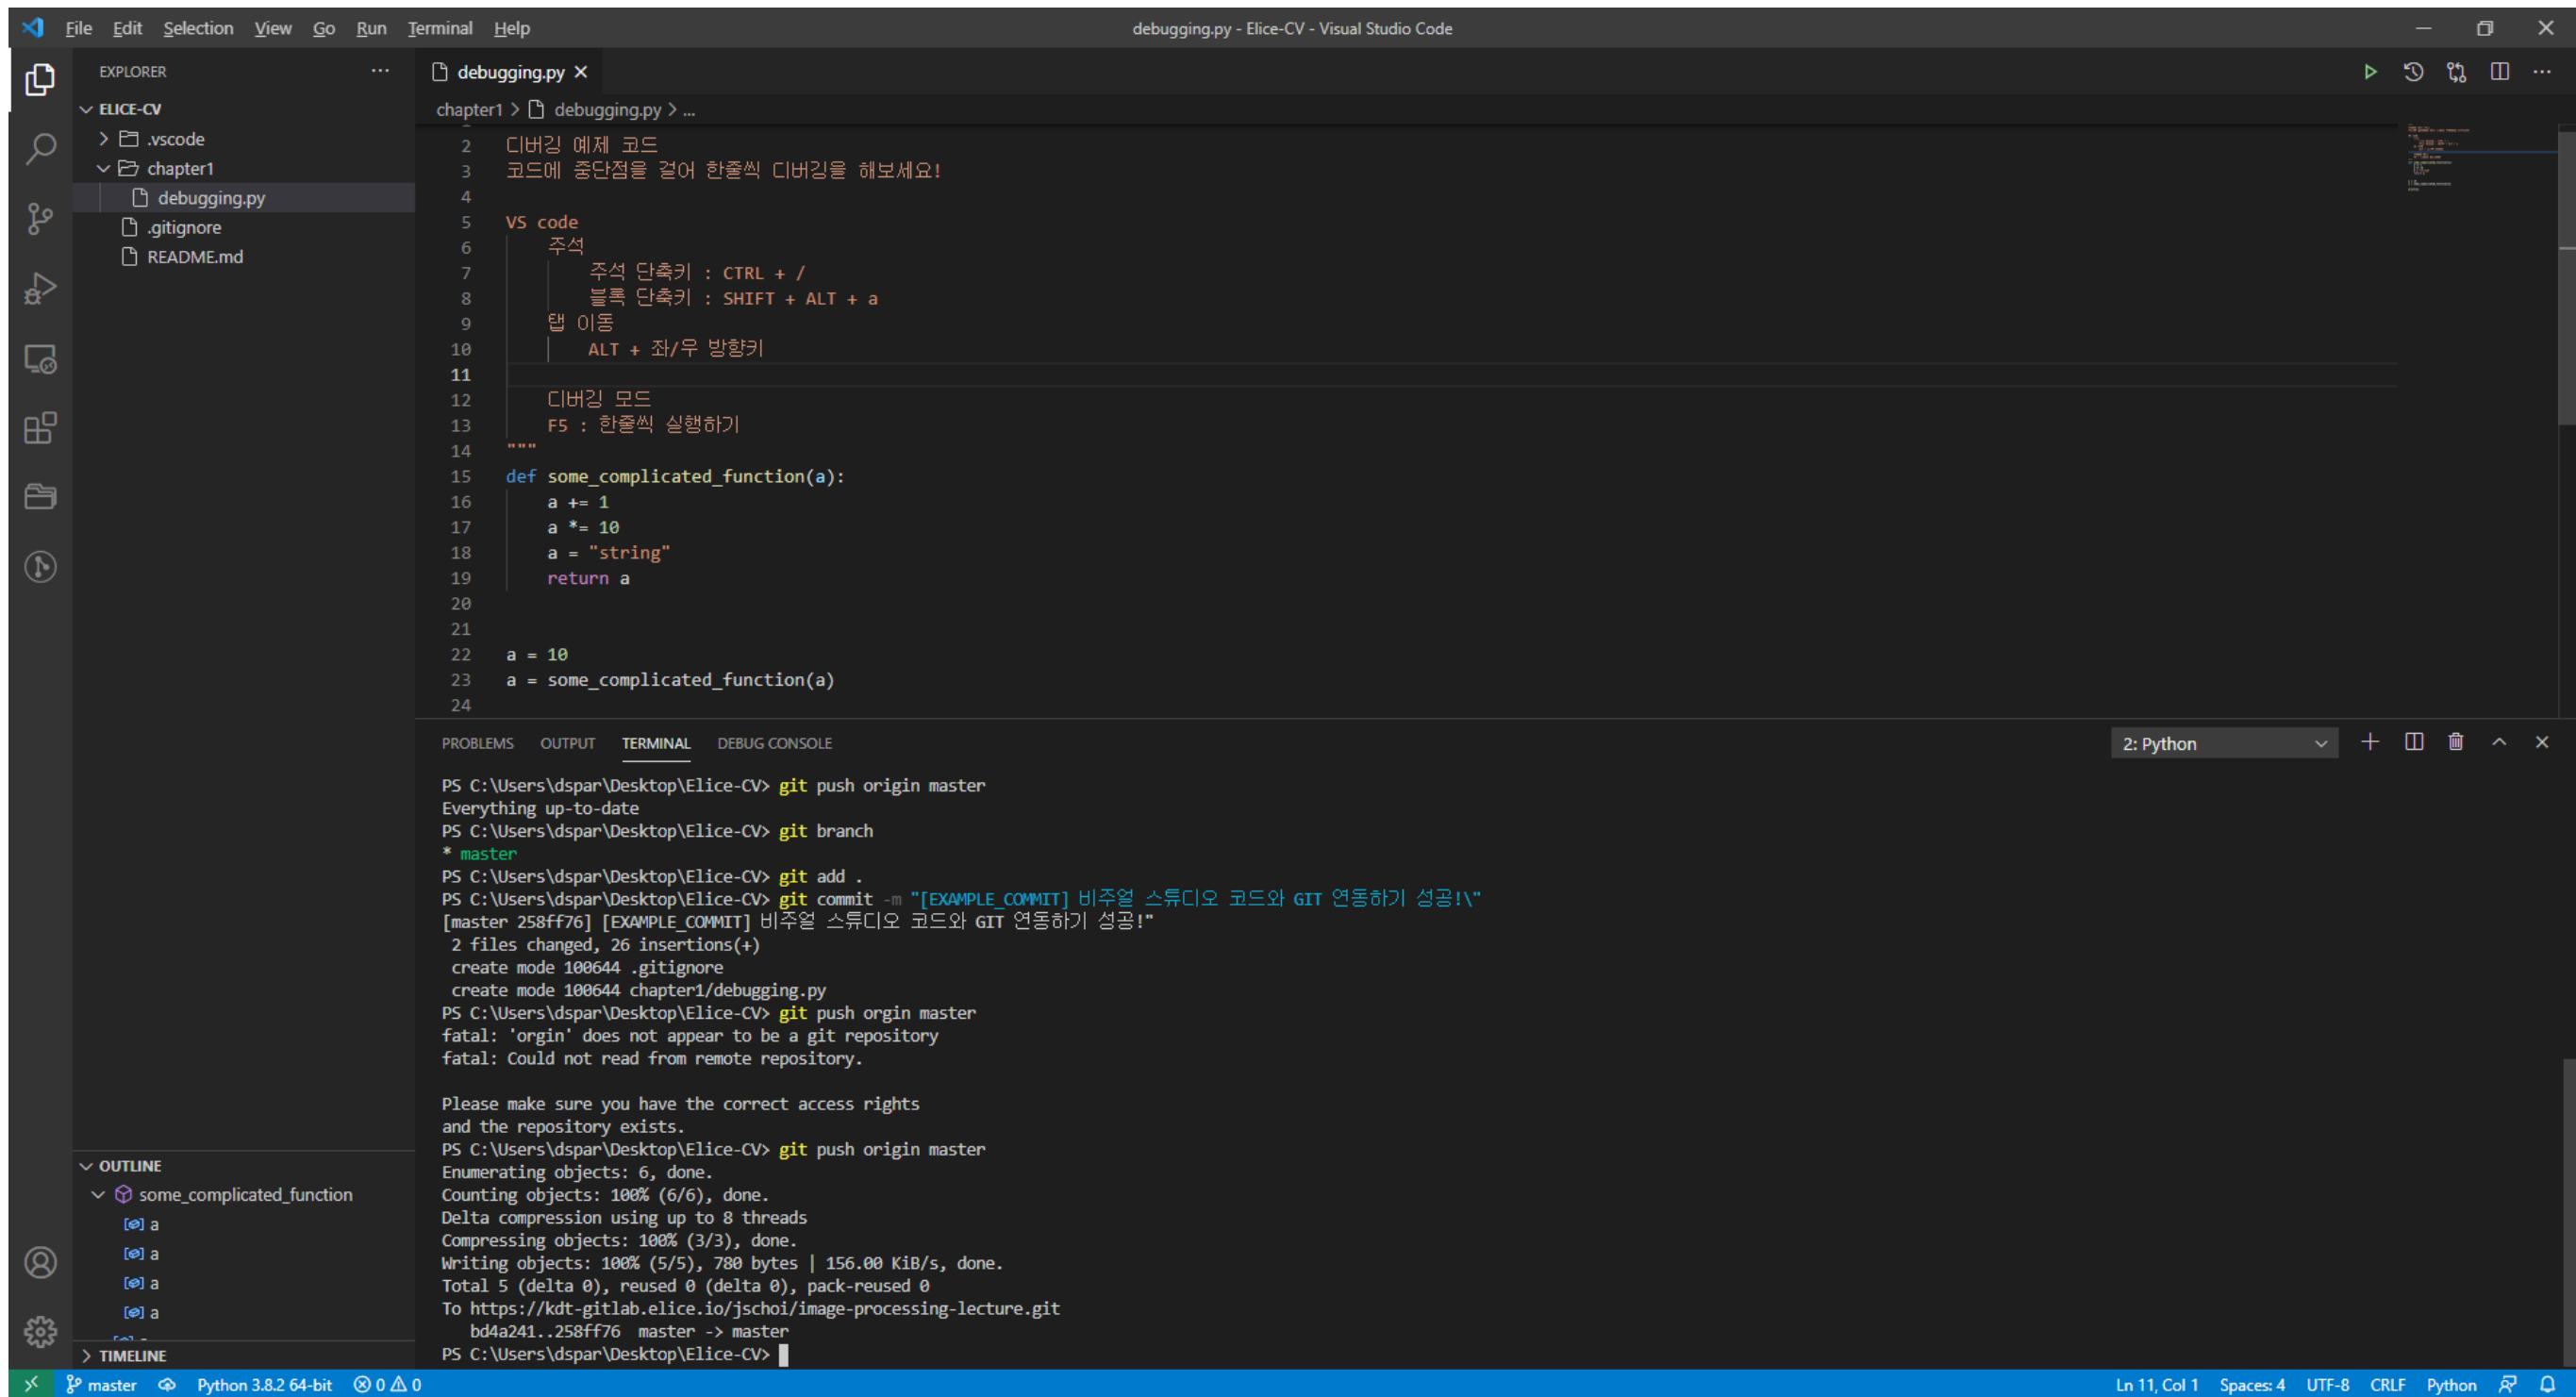 File Edit Selection View Go Run Terminal Help
debugging.py - Elice-CV - Visual Studio Code
EXPLORER
ELICE-CV
.vscode
chapter1
debugging.py
.gitignore
README.md
OUTLINE
some_complicated_function
[a] a
a
a
a
TIMELINE
debugging.py
chapter1 > debugging.py > ...
2 디버깅 예제 코드
3 코드에 중단점을 걸어 한줄씩 디버깅을 해보세요!
4
5 VS code
6 주석
7 주석 단축키 : CTRL + /
8 블록 단축키 : SHIFT + ALT + a
9 탭 이동
10 ALT + 좌/우 방향키
11
12 디버깅 모드
13 F5 : 한줄씩 실행하기
14 """
15 def some_complicated_function(a):
16 a += 1
17 a *= 10
18 a = "string"
19 return a
20
21
22 a = 10
23 a = some_complicated_function(a)
24
PROBLEMS OUTPUT TERMINAL DEBUG CONSOLE
2: Python
PS C:\Users\dspar\Desktop\Elice-CV> git push origin master
Everything up-to-date
PS C:\Users\dspar\Desktop\Elice-CV> git branch
* master
PS C:\Users\dspar\Desktop\Elice-CV> git add .
PS C:\Users\dspar\Desktop\Elice-CV> git commit -m "[EXAMPLE_COMMIT] 비주얼 스튜디오 코드와 GIT 연동하기 성공!\"
[master 258ff76] [EXAMPLE_COMMIT] 비주얼 스튜디오 코드와 GIT 연동하기 성공!"
2 files changed, 26 insertions(+)
create mode 100644 .gitignore
create mode 100644 chapter1/debugging.py
PS C:\Users\dspar\Desktop\Elice-CV> git push orgin master
fatal: 'orgin' does not appear to be a git repository
fatal: Could not read from remote repository.
Please make sure you have the correct access rights
and the repository exists.
PS C:\Users\dspar\Desktop\Elice-CV> git push origin master
Enumerating objects: 6, done.
Counting objects: 100% (6/6), done.
Delta compression using up to 8 threads
Compressing objects: 100% (3/3), done.
Writing objects: 100% (5/5), 780 bytes | 156.00 KiB/s, done.
Total 5 (delta 0), reused 0 (delta 0), pack-reused 0
To https://kdt-gitlab.elice.io/jschoi/image-processing-lecture.git
bd4a241..258ff76 master -> master
PS C:\Users\dspar\Desktop\Elice-CV>
master Python 3.8.2 64-bit 0 0
Ln 11, Col 1 Spaces: 4 UTF-8 CRLF Python